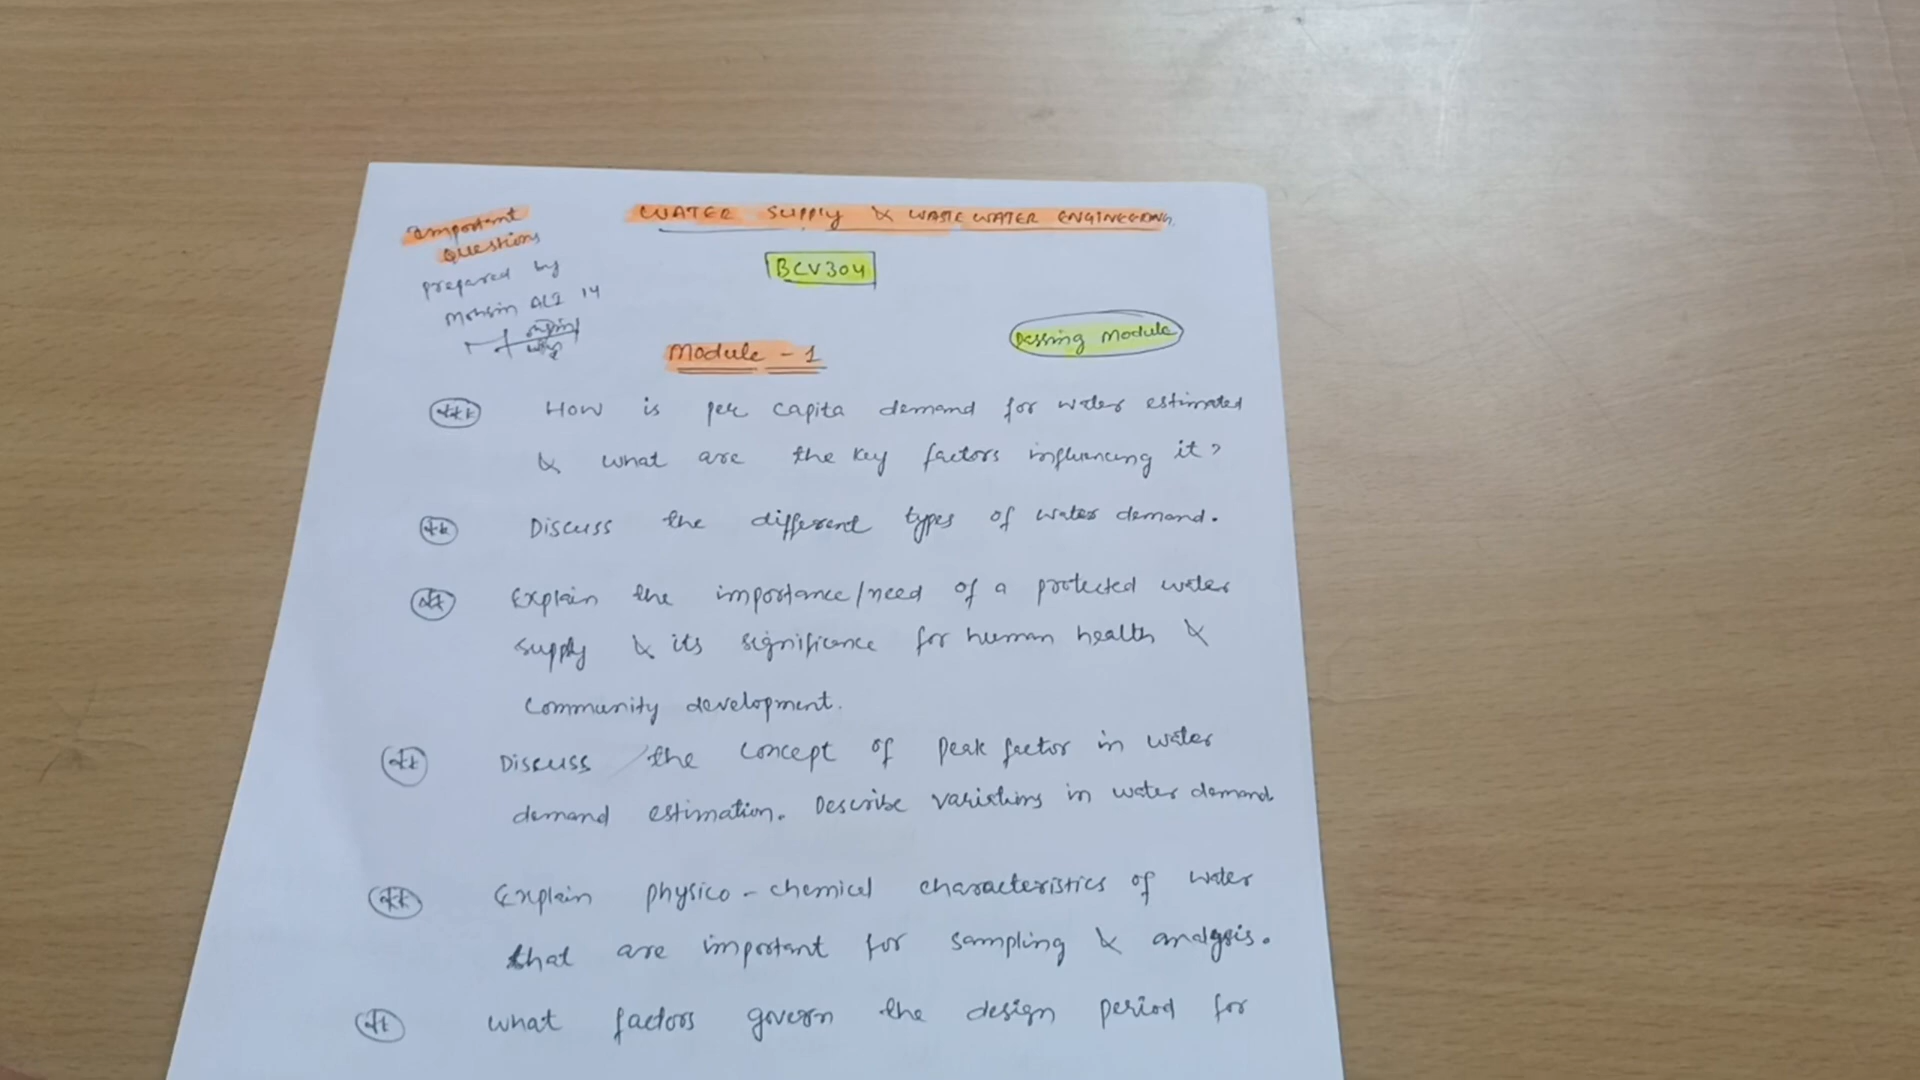 WATER Supply & WASTE WATER ENGINEERING
Important
Questions
prepared by
Mohsin ALI 14
BCV304
Passing Module
Module - 1
*** How is per capita demand for water estimated
& what are the key factors influencing it?
** Discuss the different types of water demand.
** Explain the importance/need of a protected water
supply & its significance for human health &
Community development.
** Discuss the concept of peak factor in water
demand estimation. Describe variations in water demand
** Explain physico-chemical characteristics of water
that are important for sampling & analysis.
** what factors govern the design period for